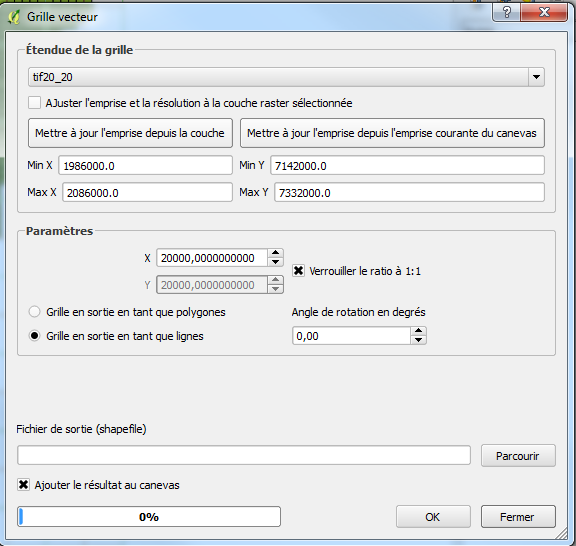 Grille vecteur
Étendue de la grille
tif20_20
AJuster l'emprise et la résolution à la couche raster sélectionnée
Mettre à jour l'emprise depuis la couche
Mettre à jour l'emprise depuis l'emprise courante du canevas
Min X 1986000.0 Min Y 7142000.0
Max X 2086000.0 Max Y 7332000.0
Paramètres
X 20000,0000000000
Y 20000,0000000000
Verrouiller le ratio à 1:1
Grille en sortie en tant que polygones
Angle de rotation en degrés
Grille en sortie en tant que lignes
0,00
Fichier de sortie (shapefile)
Parcourir
Ajouter le résultat au canevas
0%
OK
Fermer